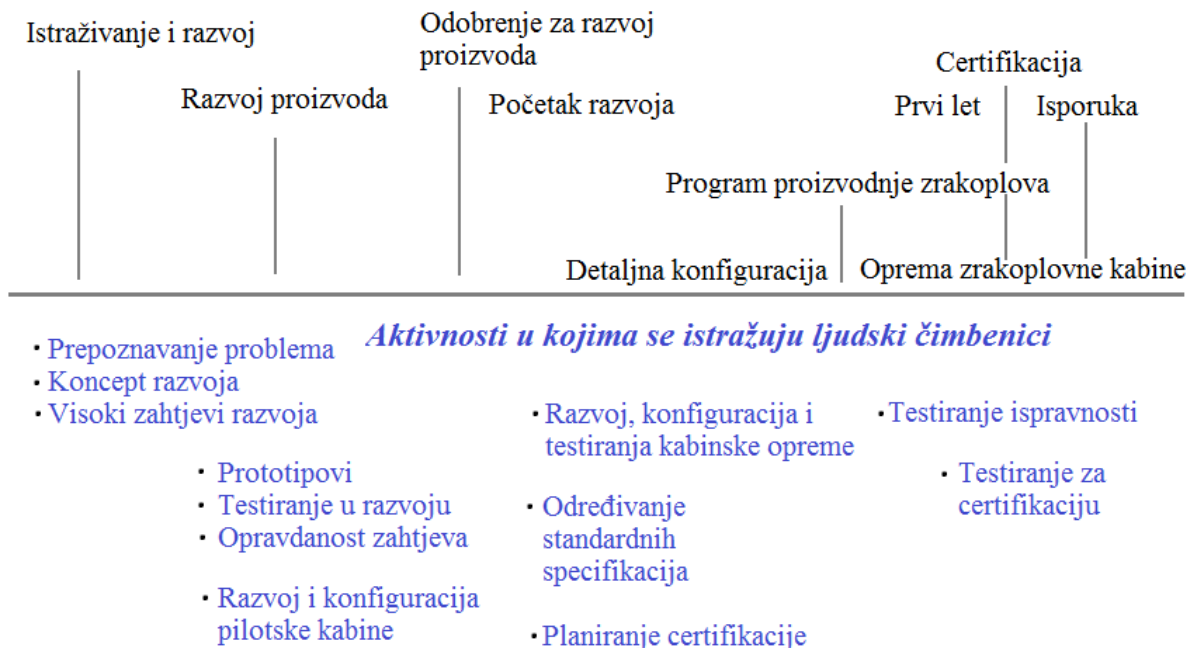 Istraživanje i razvoj
Odobrenje za razvoj
proizvoda
Certifikacija
Razvoj proizvoda
Početak razvoja
Prvi let
Isporuka
Program proizvodnje zrakoplova
Detaljna konfiguracija
Oprema zrakoplovne kabine
Aktivnosti u kojima se istražuju ljudski čimbenici
· Prepoznavanje problema
· Koncept razvoja
· Visoki zahtjevi razvoja
· Prototipovi
· Testiranje u razvoju
· Opravdanost zahtjeva
· Razvoj i konfiguracija
pilotske kabine
· Razvoj, konfiguracija i
testiranja kabinske opreme
· Određivanje
standardnih
specifikacija
· Planiranje certifikacije
· Testiranje ispravnosti
· Testiranje za
certifikaciju